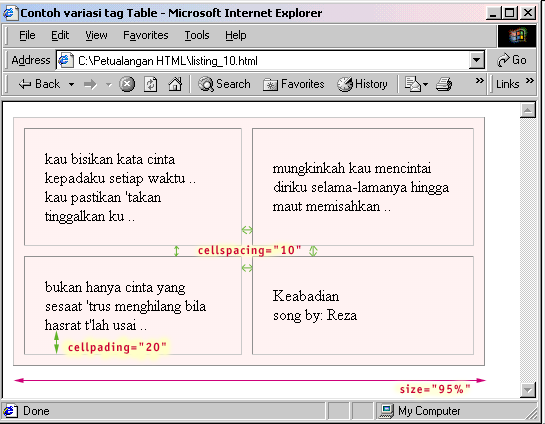 Contoh variasi tag Table - Microsoft Internet Explorer
File Edit View Favorites Tools Help
Address C:\Petualangan HTML\listing_10.html Go
Back Search Favorites History » Links »
kau bisikan kata cinta
kepadaku setiap waktu ..
kau pastikan 'takan
tinggalkan ku ..
mungkinkah kau mencintai
diriku selama-lamanya hingga
maut memisahkan ..
cellspacing="10"
bukan hanya cinta yang
sesaat 'trus menghilang bila
hasrat t'lah usai ..
Keabadian
song by: Reza
cellpading="20"
size="95%"
Done My Computer